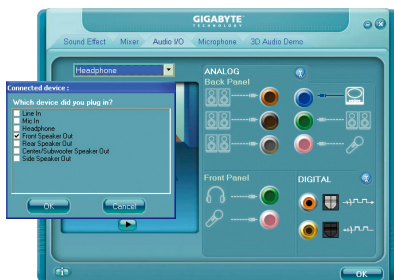 GIGABYTE™
TECHNOLOGY
Sound Effect
Mixer
Audio I/O
Microphone
3D Audio Demo
Headphone
ANALOG
Back Panel
Connected device :
Which device did you plug in?
Line In
Mic In
Headphone
Front Speaker Out
Rear Speaker Out
Center/Subwoofer Speaker Out
Side Speaker Out
OK
Cancel
Front Panel
DIGITAL
OK